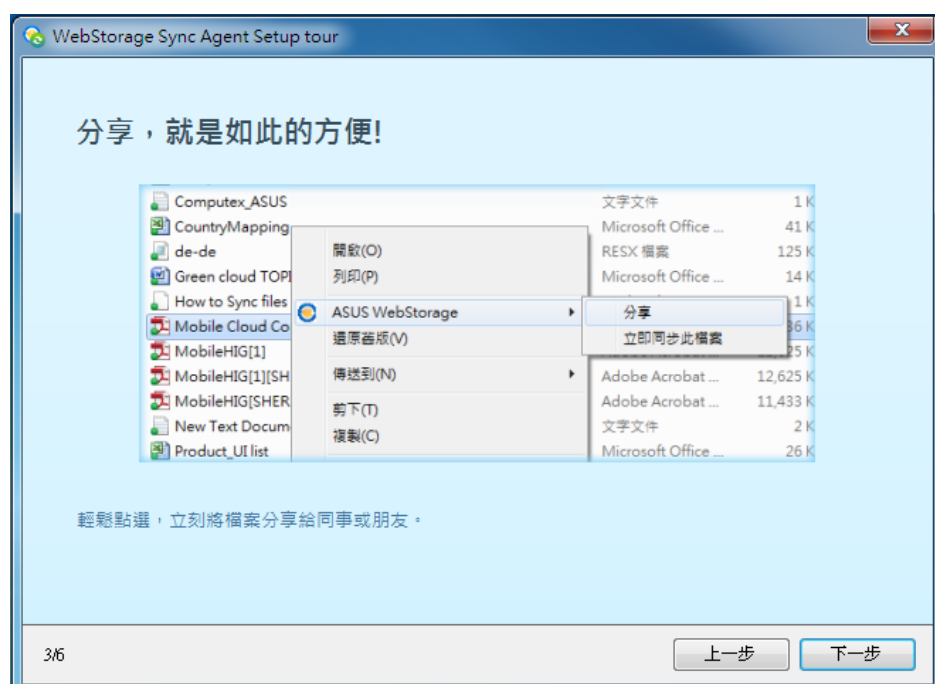 WebStorage Sync Agent Setup tour
分享，就是如此的方便!
Computex_ASUS 文字文件 1 K
CountryMapping Microsoft Office ... 41 K
de-de 開啟(O) RESX 檔案 125 K
Green cloud TOPI 列印(P) Microsoft Office ... 14 K
How to Sync files 1 K
Mobile Cloud Co ASUS WebStorage 分享 36 K
MobileHIG[1] 還原舊版(V) 立即同步此檔案 25 K
MobileHIG[1][SH 傳送到(N) Adobe Acrobat ... 12,625 K
MobileHIG[SHER 剪下(T) Adobe Acrobat ... 11,433 K
New Text Docum 複製(C) 文字文件 2 K
Product_UI list Microsoft Office ... 26 K
輕鬆點選，立刻將檔案分享給同事或朋友。
3/6 上一步 下一步